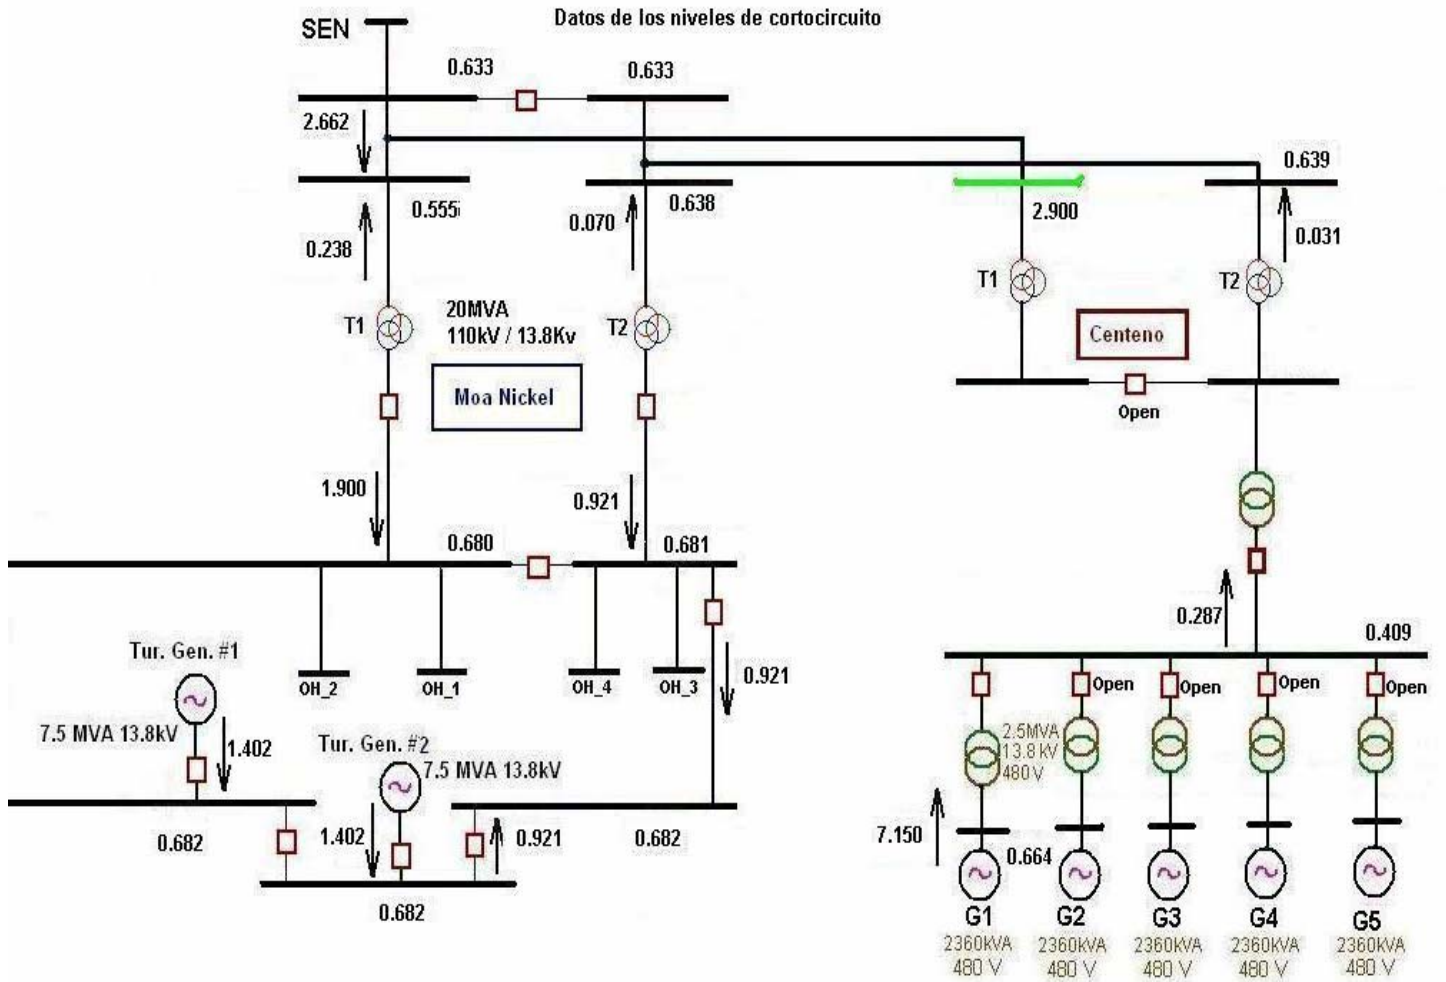 Datos de los niveles de cortocircuito
SEN
0.633
0.633
2.662
0.555
0.638
2.900
0.639
0.238
0.070
0.031
T1
20MVA
110kV / 13.8Kv
T2
T1
T2
Moa Nickel
Centeno
Open
1.900
0.921
0.680
0.681
0.287
0.409
OH_2
OH_1
OH_4
OH_3
0.921
Tur. Gen. #1
7.5 MVA 13.8kV
1.402
Tur. Gen. #2
7.5 MVA 13.8kV
0.682
1.402
0.921
0.682
0.682
Open
Open
Open
Open
2.5MVA
13.8 KV
480 V
7.150
0.664
G1
G2
G3
G4
G5
2360KVA
2360KVA
2360KVA
2360KVA
2360KVA
480 V
480 V
480 V
480 V
480 V